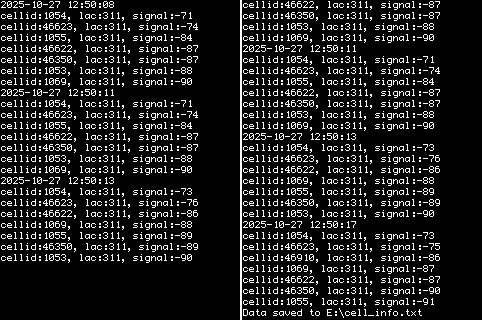 2025-10-27 12:50:08
cellid:1054, lac:311, signal:-71
cellid:46623, lac:311, signal:-74
cellid:1055, lac:311, signal:-84
cellid:46622, lac:311, signal:-87
cellid:46350, lac:311, signal:-87
cellid:1053, lac:311, signal:-88
cellid:1069, lac:311, signal:-90
2025-10-27 12:50:11
cellid:1054, lac:311, signal:-71
cellid:46623, lac:311, signal:-74
cellid:1055, lac:311, signal:-84
cellid:46622, lac:311, signal:-87
cellid:46350, lac:311, signal:-87
cellid:1053, lac:311, signal:-88
cellid:1069, lac:311, signal:-90
2025-10-27 12:50:13
cellid:1054, lac:311, signal:-73
cellid:46623, lac:311, signal:-76
cellid:46622, lac:311, signal:-86
cellid:1069, lac:311, signal:-88
cellid:1055, lac:311, signal:-89
cellid:46350, lac:311, signal:-89
cellid:1053, lac:311, signal:-90
cellid:46622, lac:311, signal:-87
cellid:46350, lac:311, signal:-87
cellid:1053, lac:311, signal:-88
cellid:1069, lac:311, signal:-90
2025-10-27 12:50:11
cellid:1054, lac:311, signal:-71
cellid:46623, lac:311, signal:-74
cellid:1055, lac:311, signal:-84
cellid:46622, lac:311, signal:-87
cellid:46350, lac:311, signal:-87
cellid:1053, lac:311, signal:-88
cellid:1069, lac:311, signal:-90
2025-10-27 12:50:13
cellid:1054, lac:311, signal:-73
cellid:46623, lac:311, signal:-76
cellid:46622, lac:311, signal:-86
cellid:1069, lac:311, signal:-88
cellid:1055, lac:311, signal:-89
cellid:46350, lac:311, signal:-89
cellid:1053, lac:311, signal:-90
2025-10-27 12:50:17
cellid:1054, lac:311, signal:-73
cellid:46623, lac:311, signal:-75
cellid:46910, lac:311, signal:-86
cellid:1069, lac:311, signal:-87
cellid:46622, lac:311, signal:-87
cellid:46350, lac:311, signal:-90
cellid:1055, lac:311, signal:-91
Data saved to E:\cell_info.txt